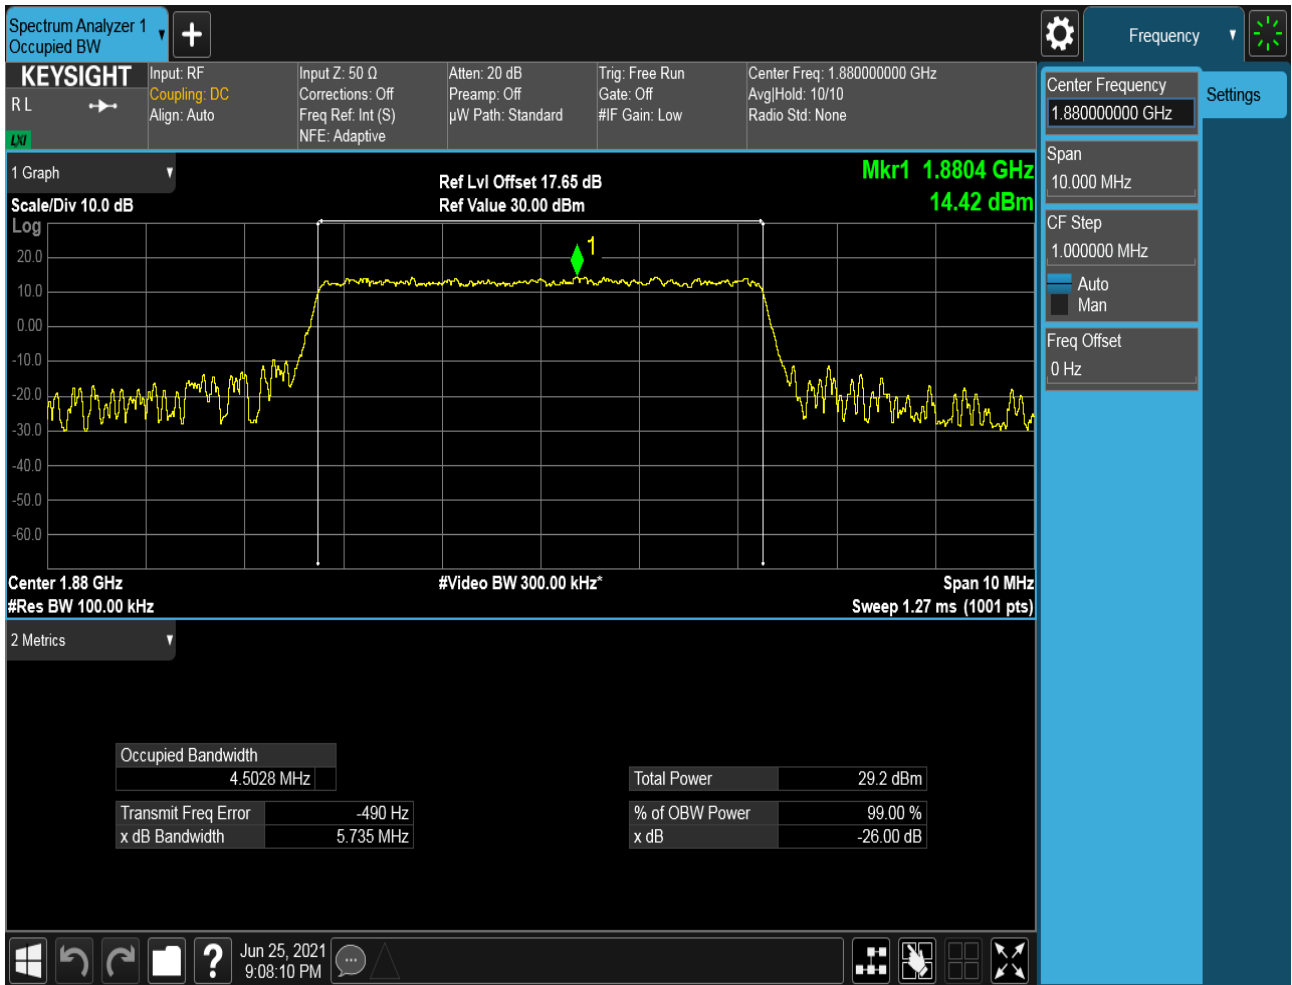 Spectrum Analyzer 1
Occupied BW
+
Frequency
KEYSIGHT
R L
LXI
Input: RF
Coupling: DC
Align: Auto
Input Z: 50 Ω
Corrections: Off
Freq Ref: Int (S)
NFE: Adaptive
Atten: 20 dB
Preamp: Off
µW Path: Standard
Trig: Free Run
Gate: Off
#IF Gain: Low
Center Freq: 1.880000000 GHz
Avg|Hold: 10/10
Radio Std: None
Center Frequency
1.880000000 GHz
Settings
Span
10.000 MHz
CF Step
1.000000 MHz
Auto
Man
Freq Offset
0 Hz
1 Graph
Scale/Div 10.0 dB
Ref Lvl Offset 17.65 dB
Ref Value 30.00 dBm
Mkr1 1.8804 GHz
14.42 dBm
Log
1
20.0
10.0
0.00
-10.0
-20.0
-30.0
-40.0
-50.0
-60.0
Center 1.88 GHz
#Video BW 300.00 kHz*
Span 10 MHz
#Res BW 100.00 kHz
Sweep 1.27 ms (1001 pts)
2 Metrics
Occupied Bandwidth
4.5028 MHz
Total Power 29.2 dBm
Transmit Freq Error -490 Hz
% of OBW Power 99.00 %
x dB Bandwidth 5.735 MHz
x dB -26.00 dB
?
Jun 25, 2021
9:08:10 PM